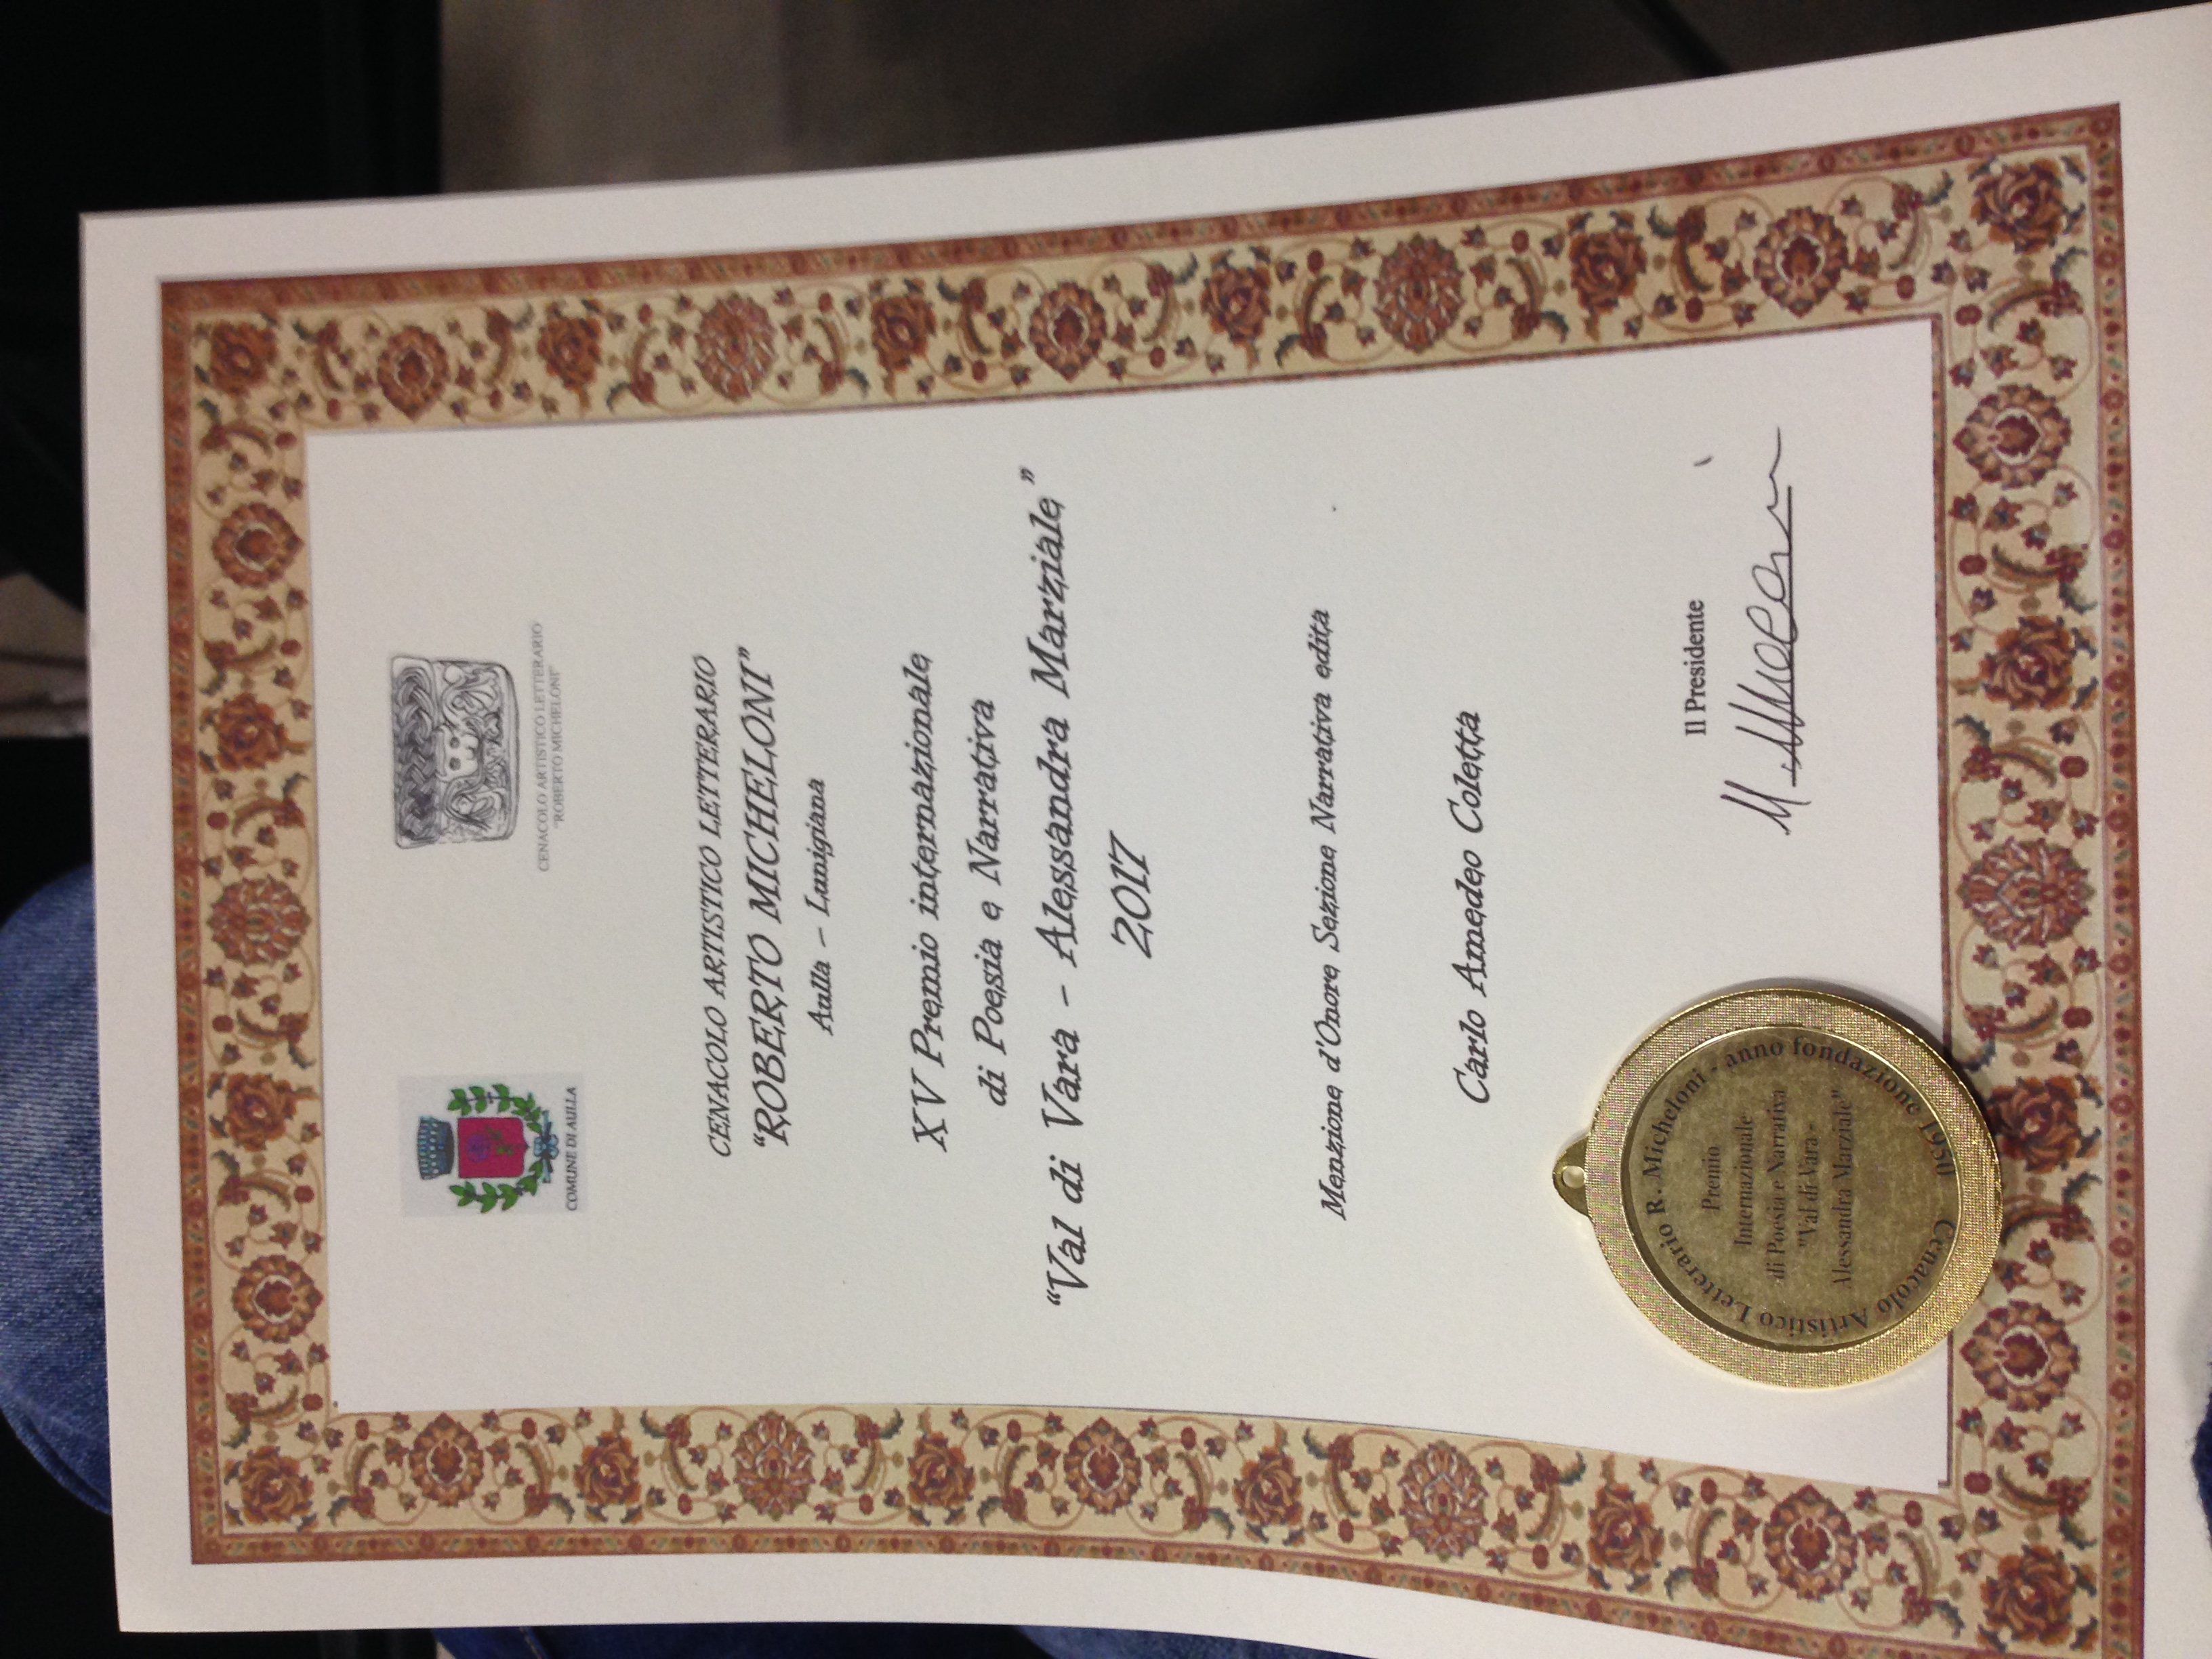 COMUNE DI AULLA
CENACOLO ARTISTICO LETTERARIO
"ROBERTO MICHELONI"
CENACOLO ARTISTICO LETTERARIO
“ROBERTO MICHELONI”
Aulla – Lunigiana
XV Premio internazionale
di Poesia e Narrativa
“Val di Vara – Alessandra Marziale”
2017
Menzione d'Onore Sezione Narrativa edita
Carlo Amedeo Coletta
Il Presidente
Cenacolo Artistico Letterario R. Micheloni - anno fondazione 1950
Premio
Internazionale
di Poesia e Narrativa
"Val di Vara -
Alessandra Marziale"